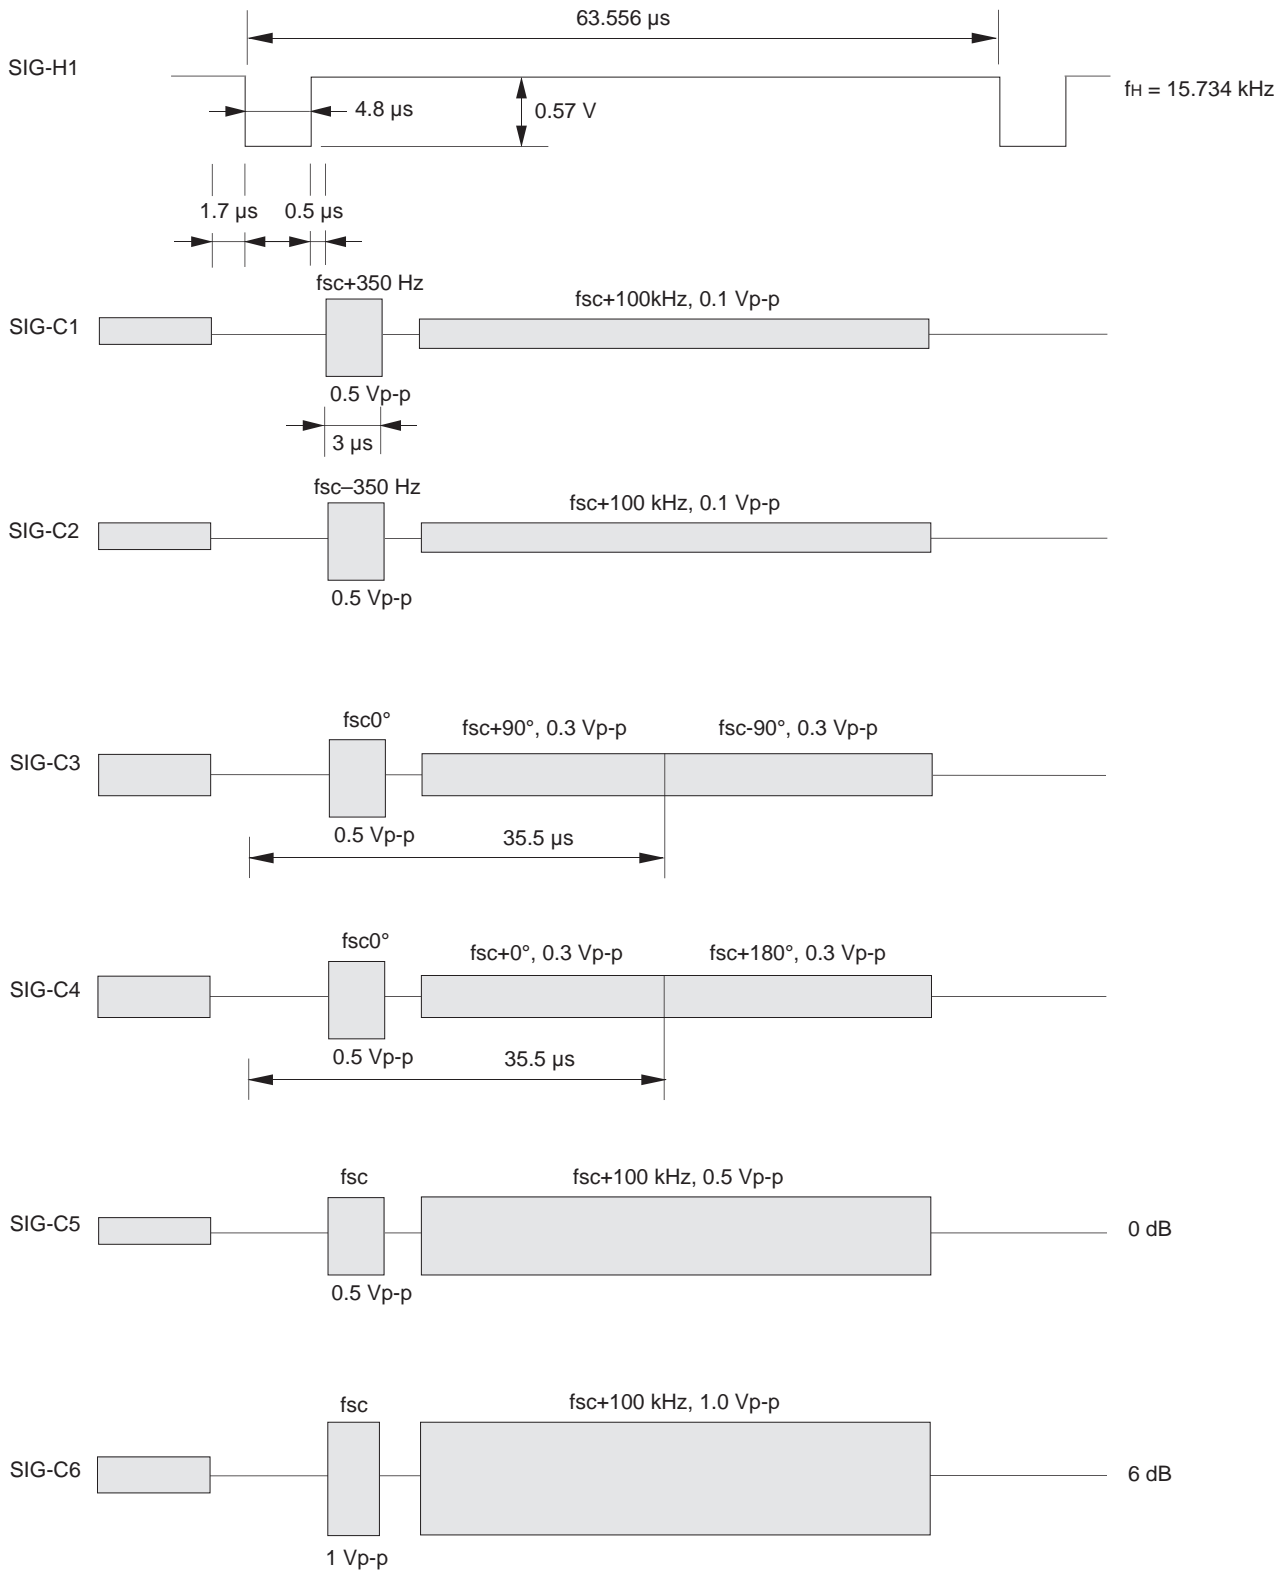 63.556 µs
SIG-H1
fH = 15.734 kHz
4.8 µs
0.57 V
1.7 µs
0.5 µs
fsc+350 Hz
fsc+100kHz, 0.1 Vp-p
SIG-C1
0.5 Vp-p
3 µs
fsc–350 Hz
fsc+100 kHz, 0.1 Vp-p
SIG-C2
0.5 Vp-p
fsc0°
fsc+90°, 0.3 Vp-p
fsc-90°, 0.3 Vp-p
SIG-C3
0.5 Vp-p
35.5 µs
fsc0°
fsc+0°, 0.3 Vp-p
fsc+180°, 0.3 Vp-p
SIG-C4
0.5 Vp-p
35.5 µs
fsc
fsc+100 kHz, 0.5 Vp-p
SIG-C5
0 dB
0.5 Vp-p
fsc
fsc+100 kHz, 1.0 Vp-p
SIG-C6
6 dB
1 Vp-p